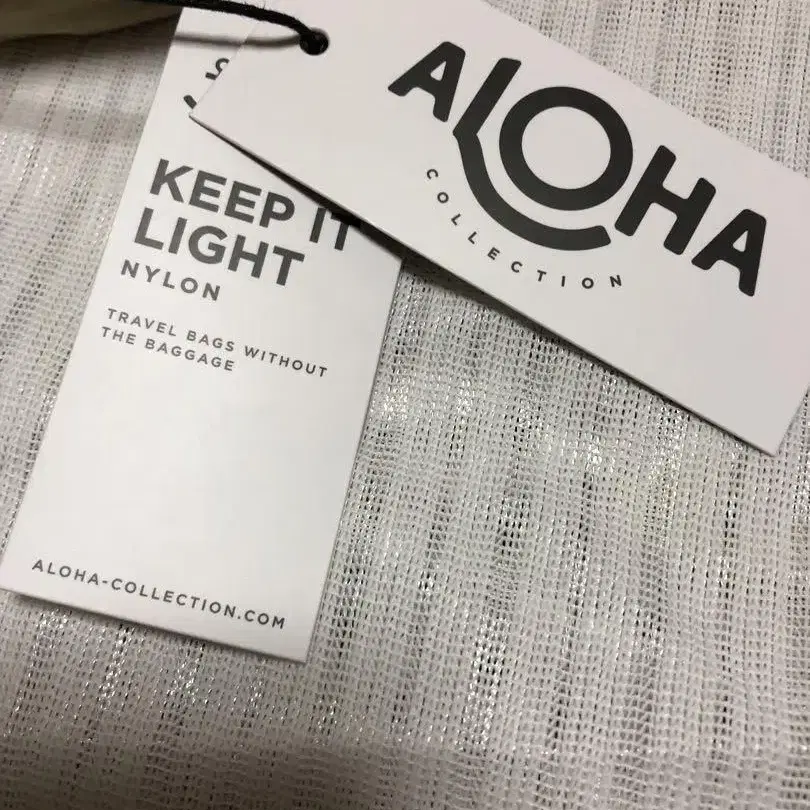 ALOHA
COLLECTION
KEEP IT
LIGHT
NYLON
TRAVEL BAGS WITHOUT
THE BAGGAGE
ALOHA-COLLECTION.COM